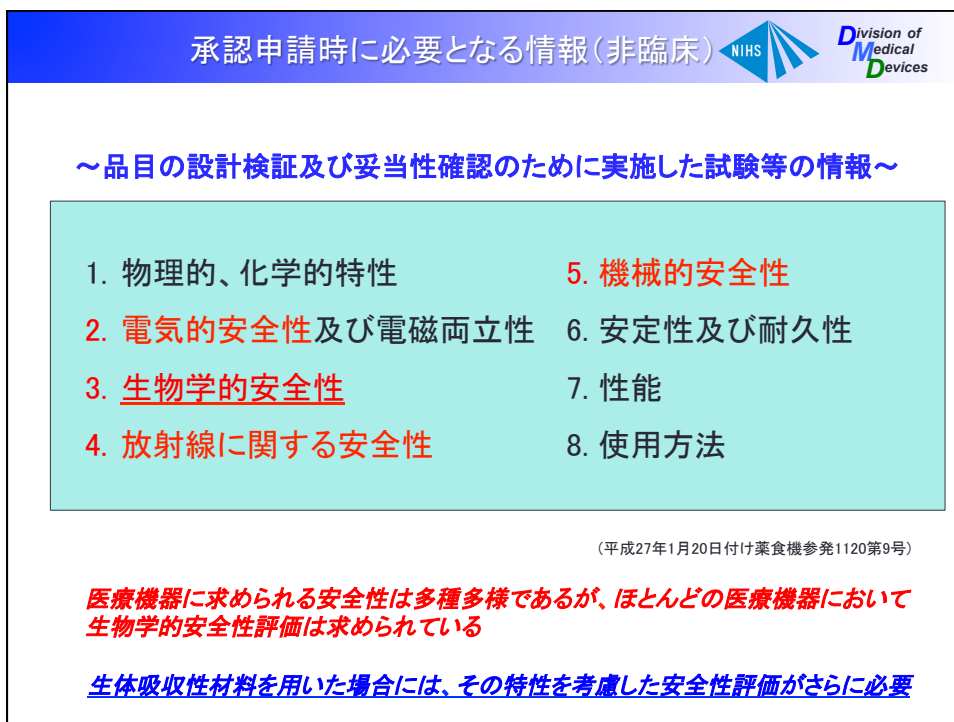 承認申請時に必要となる情報(非臨床)
NIHS
Division of
Medical
Devices
～品目の設計検証及び妥当性確認のために実施した試験等の情報～
1. 物理的、化学的特性
2. 電気的安全性及び電磁両立性
3. 生物学的安全性
4. 放射線に関する安全性
5. 機械的安全性
6. 安定性及び耐久性
7. 性能
8. 使用方法
(平成27年1月20日付け薬食機参発1120第9号)
医療機器に求められる安全性は多種多様であるが、ほとんどの医療機器において
生物学的安全性評価は求められている
生体吸収性材料を用いた場合には、その特性を考慮した安全性評価がさらに必要